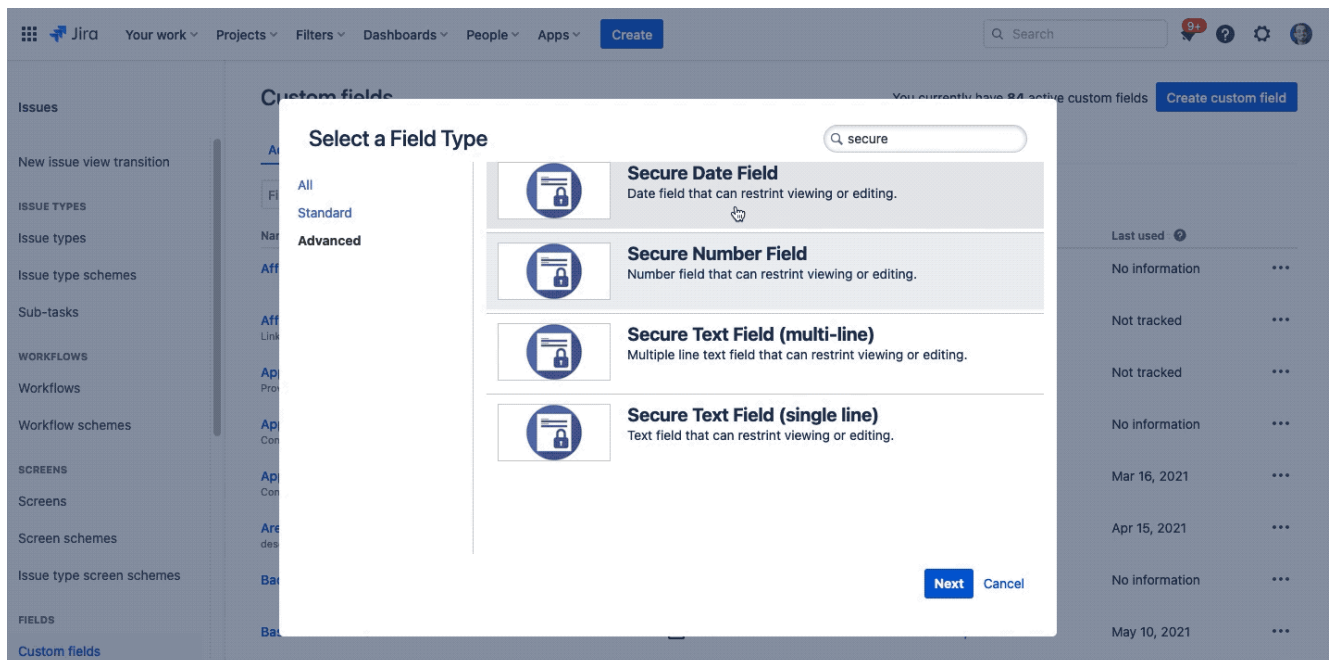 Jira Your work Projects Filters Dashboards People Apps Create Search 9+
Issues
New issue view transition
ISSUE TYPES
Issue types
Issue type schemes
Sub-tasks
WORKFLOWS
Workflows
Workflow schemes
SCREENS
Screens
Screen schemes
Issue type screen schemes
FIELDS
Custom fields
Custom fields
You currently have 84 active custom fields Create custom field
Select a Field Type
secure
All
Standard
Advanced
Secure Date Field
Date field that can restrint viewing or editing.
Secure Number Field
Number field that can restrint viewing or editing.
Secure Text Field (multi-line)
Multiple line text field that can restrint viewing or editing.
Secure Text Field (single line)
Text field that can restrint viewing or editing.
Next Cancel
Last used
No information
Not tracked
Not tracked
No information
Mar 16, 2021
Apr 15, 2021
No information
May 10, 2021